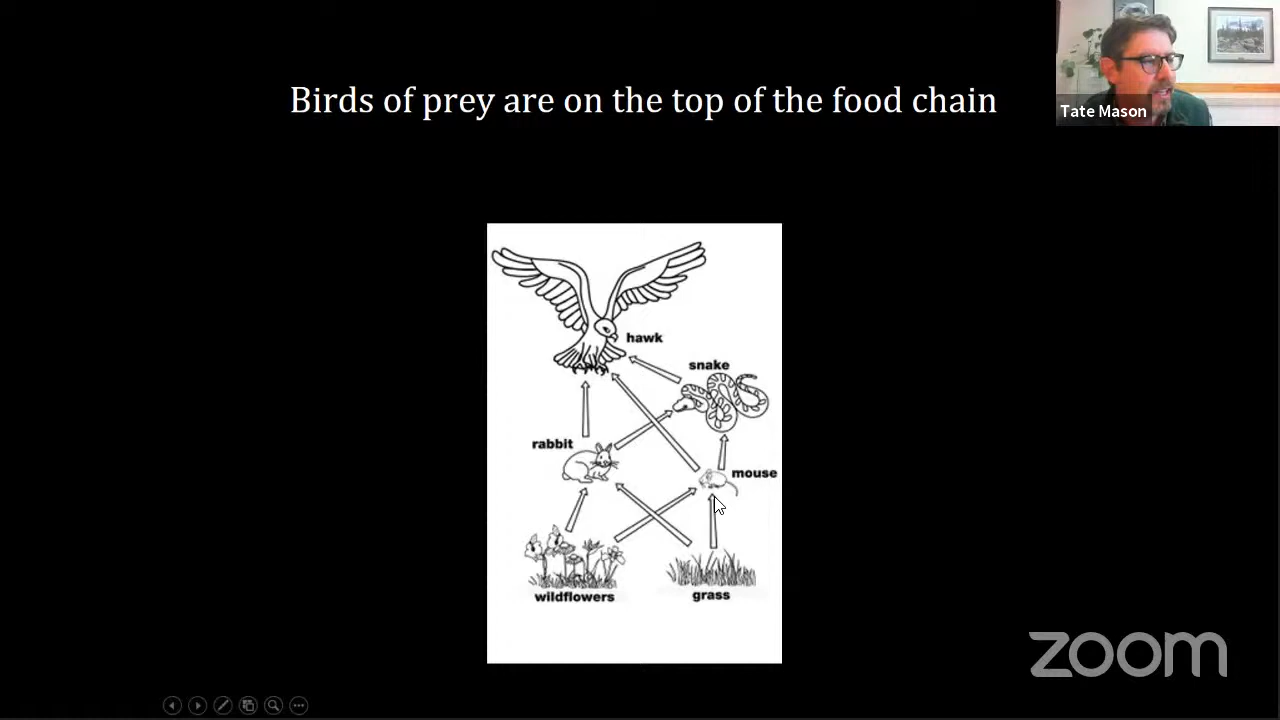 Birds of prey are on the top of the food chain
Tate Mason
hawk
snake
rabbit
mouse
wildflowers
grass
zoom